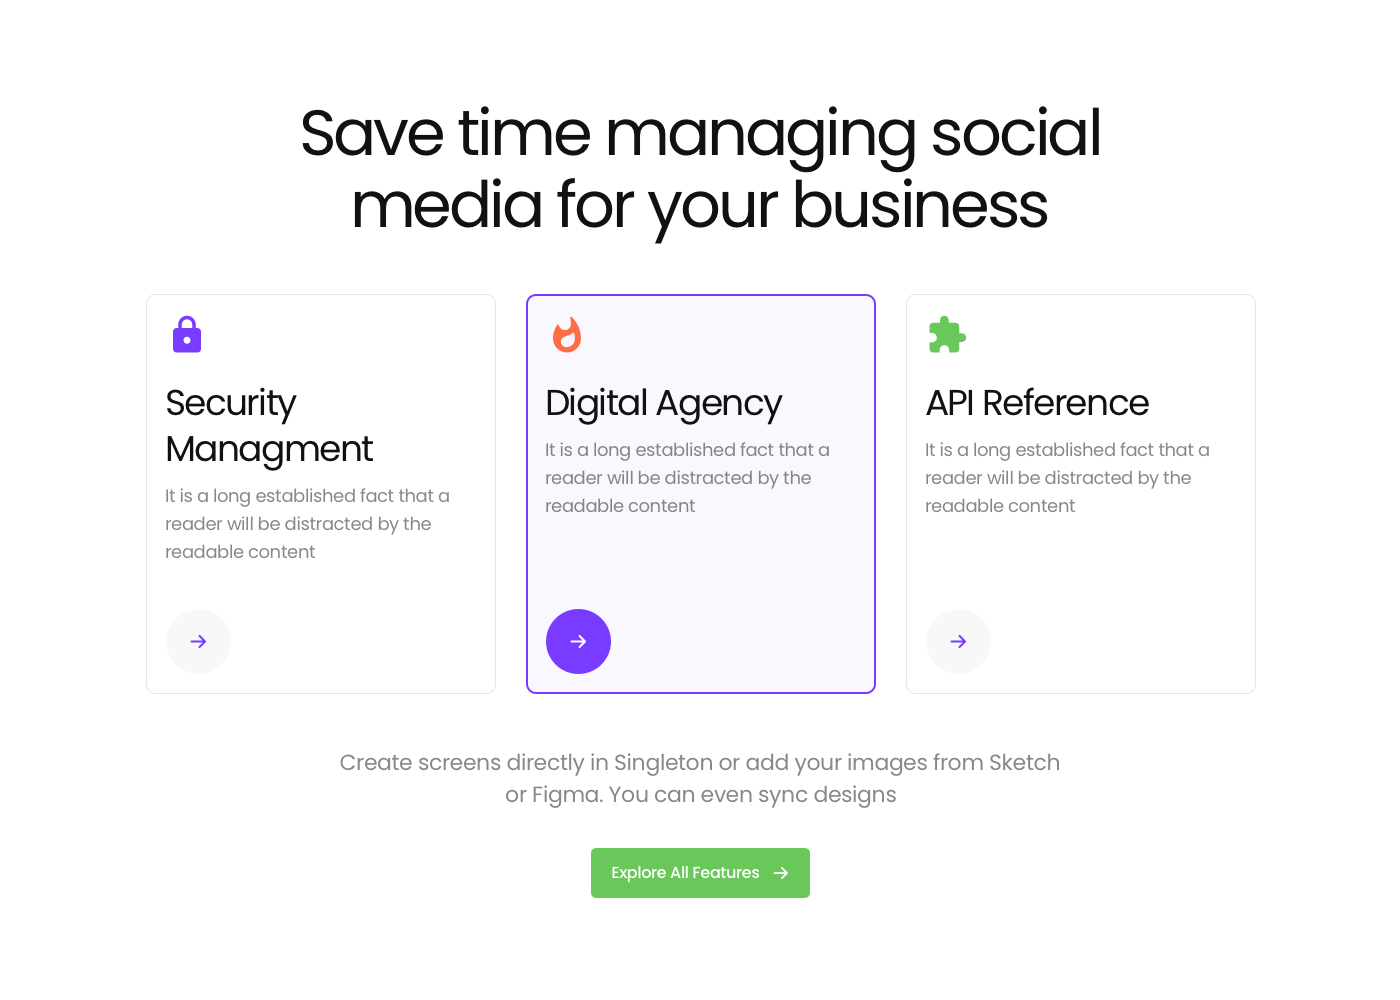 Save time managing social
media for your business
Security
Managment
It is a long established fact that a
reader will be distracted by the
readable content
Digital Agency
It is a long established fact that a
reader will be distracted by the
readable content
API Reference
It is a long established fact that a
reader will be distracted by the
readable content
Create screens directly in Singleton or add your images from Sketch
or Figma. You can even sync designs
Explore All Features